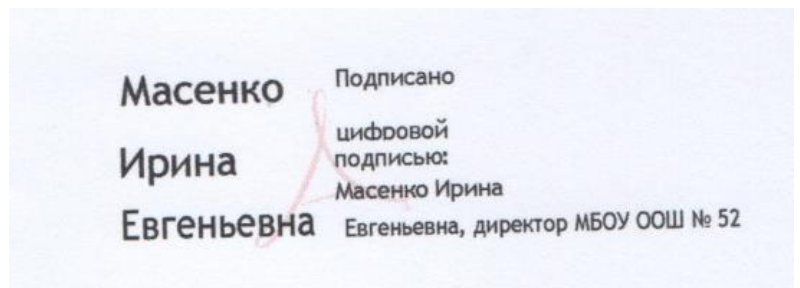 Масенко
Ирина
Евгеньевна
Подписано
цифровой
подписью:
Масенко Ирина
Евгеньевна, директор МБОУ ООШ № 52